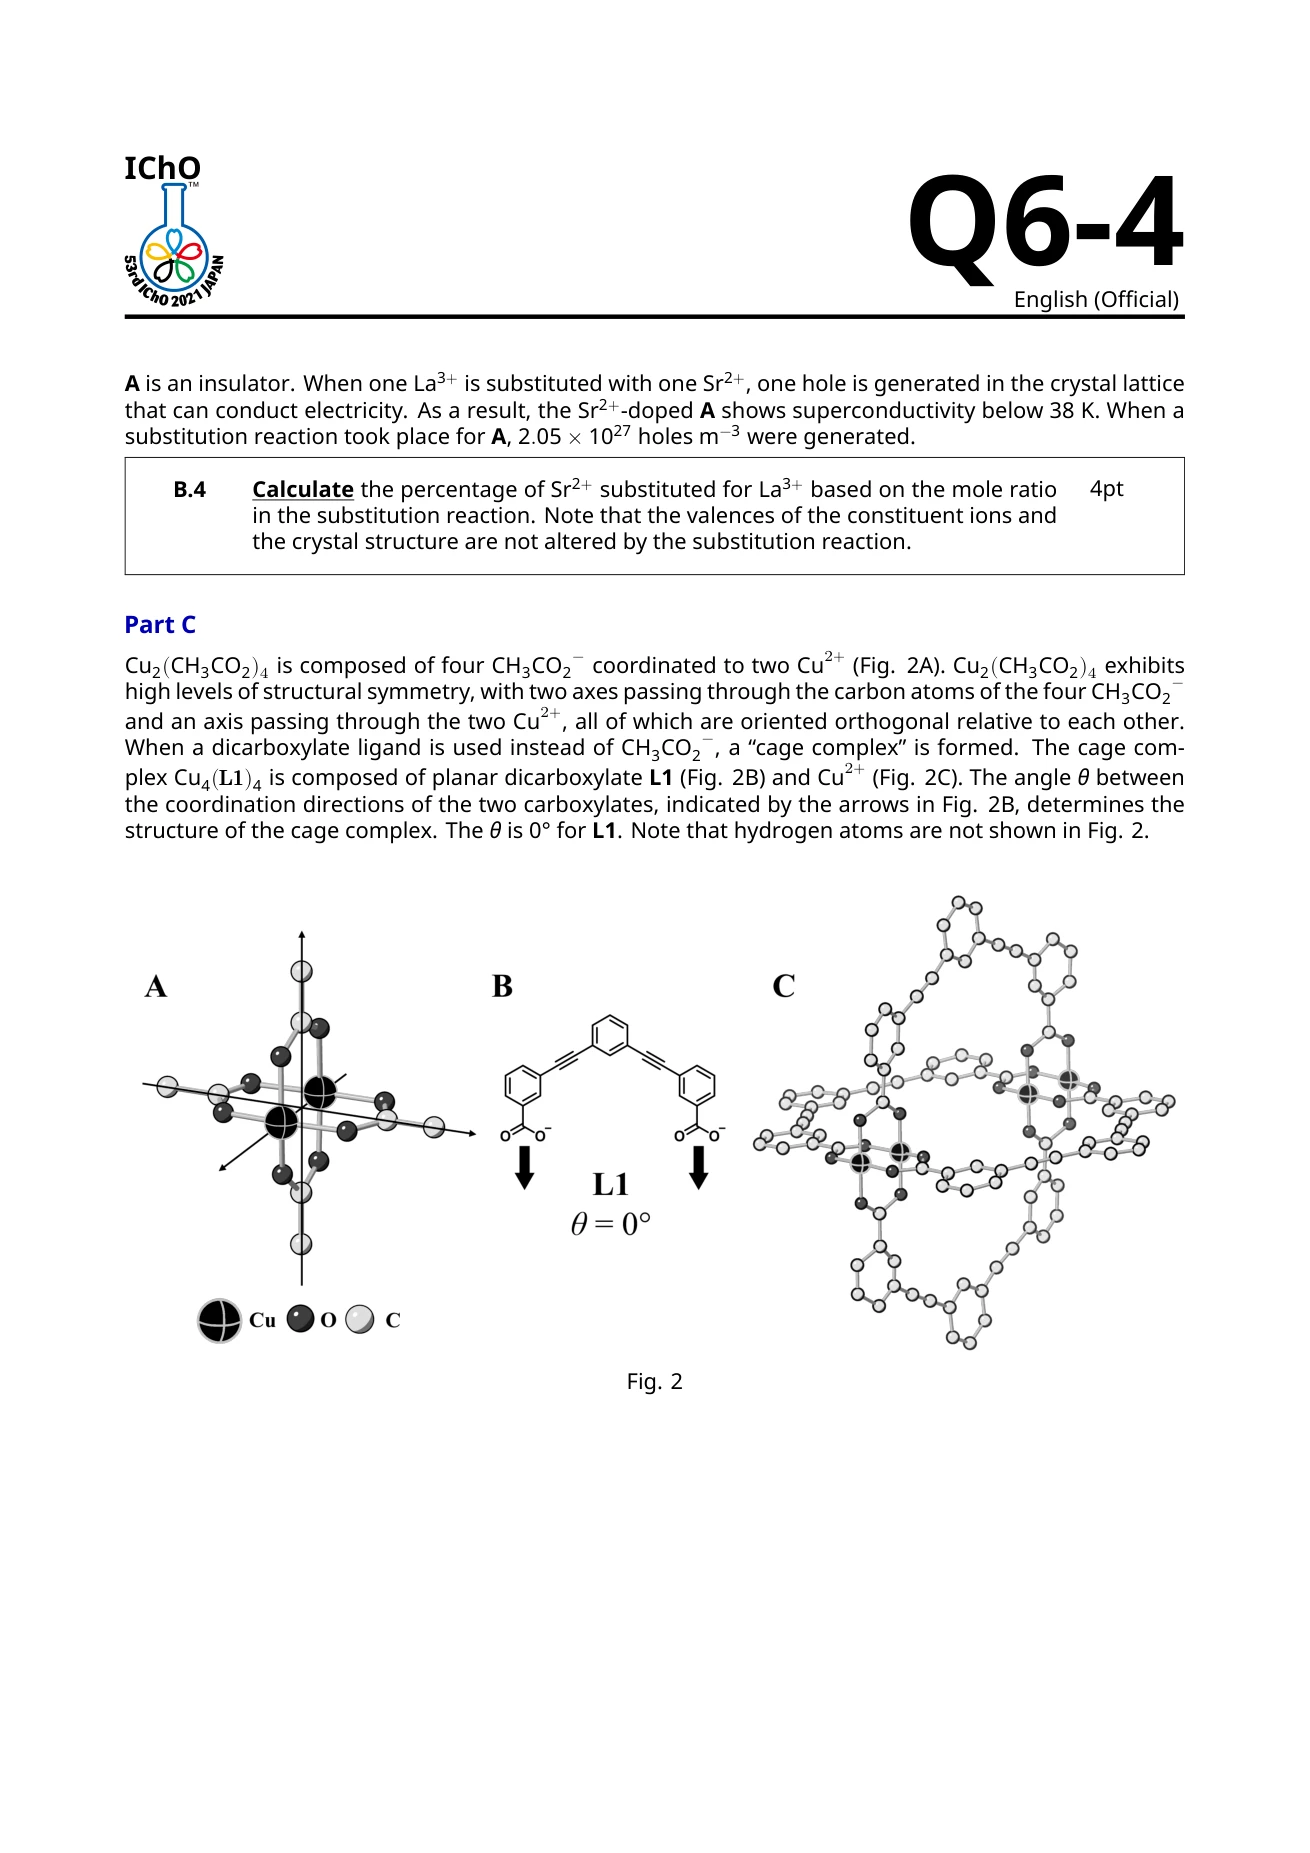 IChO
TM
53rd IChO 2021 JAPAN
Q6-4
English (Official)
A is an insulator. When one La³⁺ is substituted with one Sr²⁺, one hole is generated in the crystal lattice
that can conduct electricity. As a result, the Sr²⁺-doped A shows superconductivity below 38 K. When a
substitution reaction took place for A, 2.05 × 10²⁷ holes m⁻³ were generated.
B.4 Calculate the percentage of Sr²⁺ substituted for La³⁺ based on the mole ratio 4pt
in the substitution reaction. Note that the valences of the constituent ions and
the crystal structure are not altered by the substitution reaction.
Part C
Cu₂(CH₃CO₂)₄ is composed of four CH₃CO₂⁻ coordinated to two Cu²⁺ (Fig. 2A). Cu₂(CH₃CO₂)₄ exhibits
high levels of structural symmetry, with two axes passing through the carbon atoms of the four CH₃CO₂⁻
and an axis passing through the two Cu²⁺, all of which are oriented orthogonal relative to each other.
When a dicarboxylate ligand is used instead of CH₃CO₂⁻, a “cage complex” is formed. The cage com-
plex Cu₄(L1)₄ is composed of planar dicarboxylate L1 (Fig. 2B) and Cu²⁺ (Fig. 2C). The angle θ between
the coordination directions of the two carboxylates, indicated by the arrows in Fig. 2B, determines the
structure of the cage complex. The θ is 0° for L1. Note that hydrogen atoms are not shown in Fig. 2.
A
B
C
O O⁻ O O⁻
L1
θ = 0°
Cu O C
Fig. 2